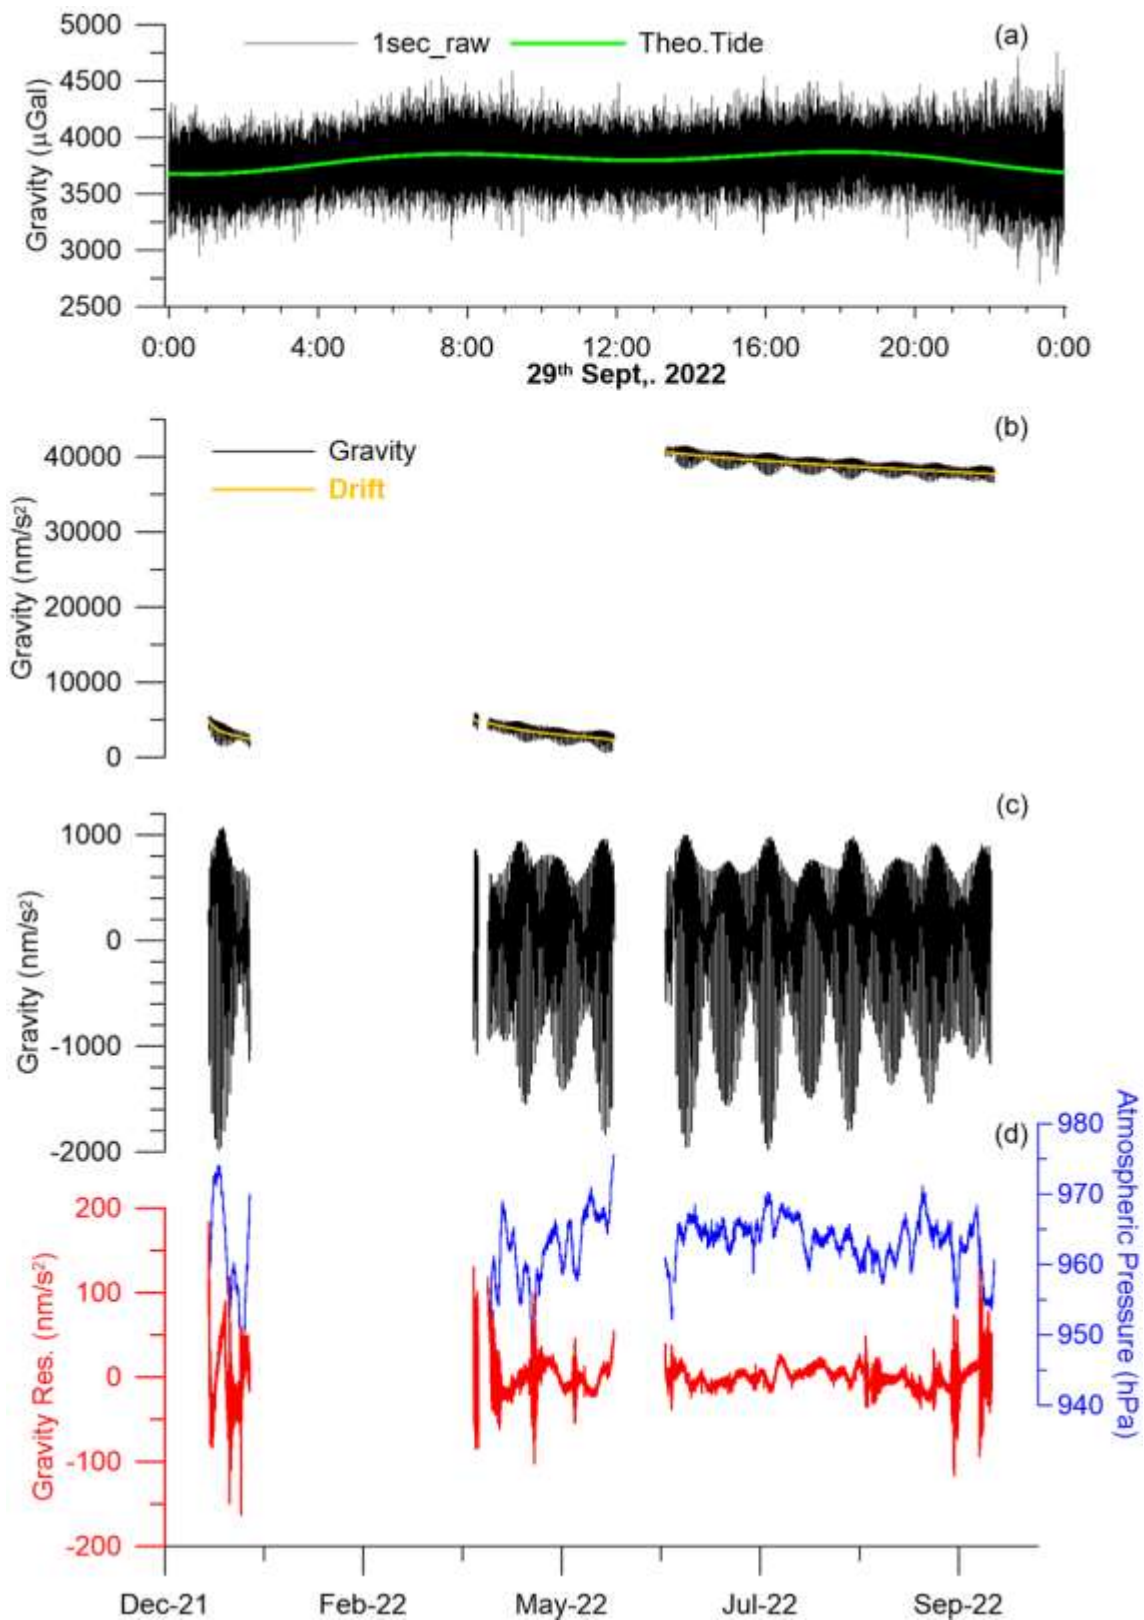 5000
1sec_raw
Theo.Tide
(a)
4500
4000
3500
3000
2500
Gravity (µGal)
0:00 4:00 8:00 12:00 16:00 20:00 0:00
29th Sept,. 2022
(b)
Gravity
Drift
40000
30000
20000
10000
0
Gravity (nm/s²)
(c)
1000
0
-1000
-2000
Gravity (nm/s²)
(d)
200
100
0
-100
-200
Gravity Res. (nm/s²)
980
970
960
950
940
Atmospheric Pressure (hPa)
Dec-21 Feb-22 May-22 Jul-22 Sep-22